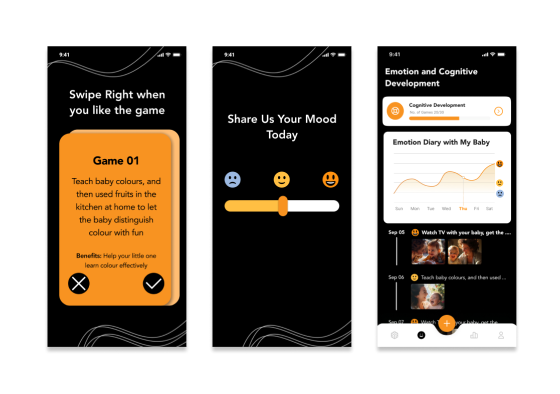 9:41
Swipe Right when
you like the game
Game 01
Teach baby colours, and
then used fruits in the
kitchen at home to let
the baby distinguish
colour with fun
Benefits: Help your little one
learn colour effectively
9:41
Share Us Your Mood
Today
9:41
Emotion and Cognitive
Development
Cognitive Development
No. of Games 20/30
Emotion Diary with My Baby
Sun Mon Tue Wed Thu Fri Sat
Sep 05 Watch TV with your baby, get the ....
Sep 06 Teach baby colours, and then used ...
Sep 07 Watch your baby, get the